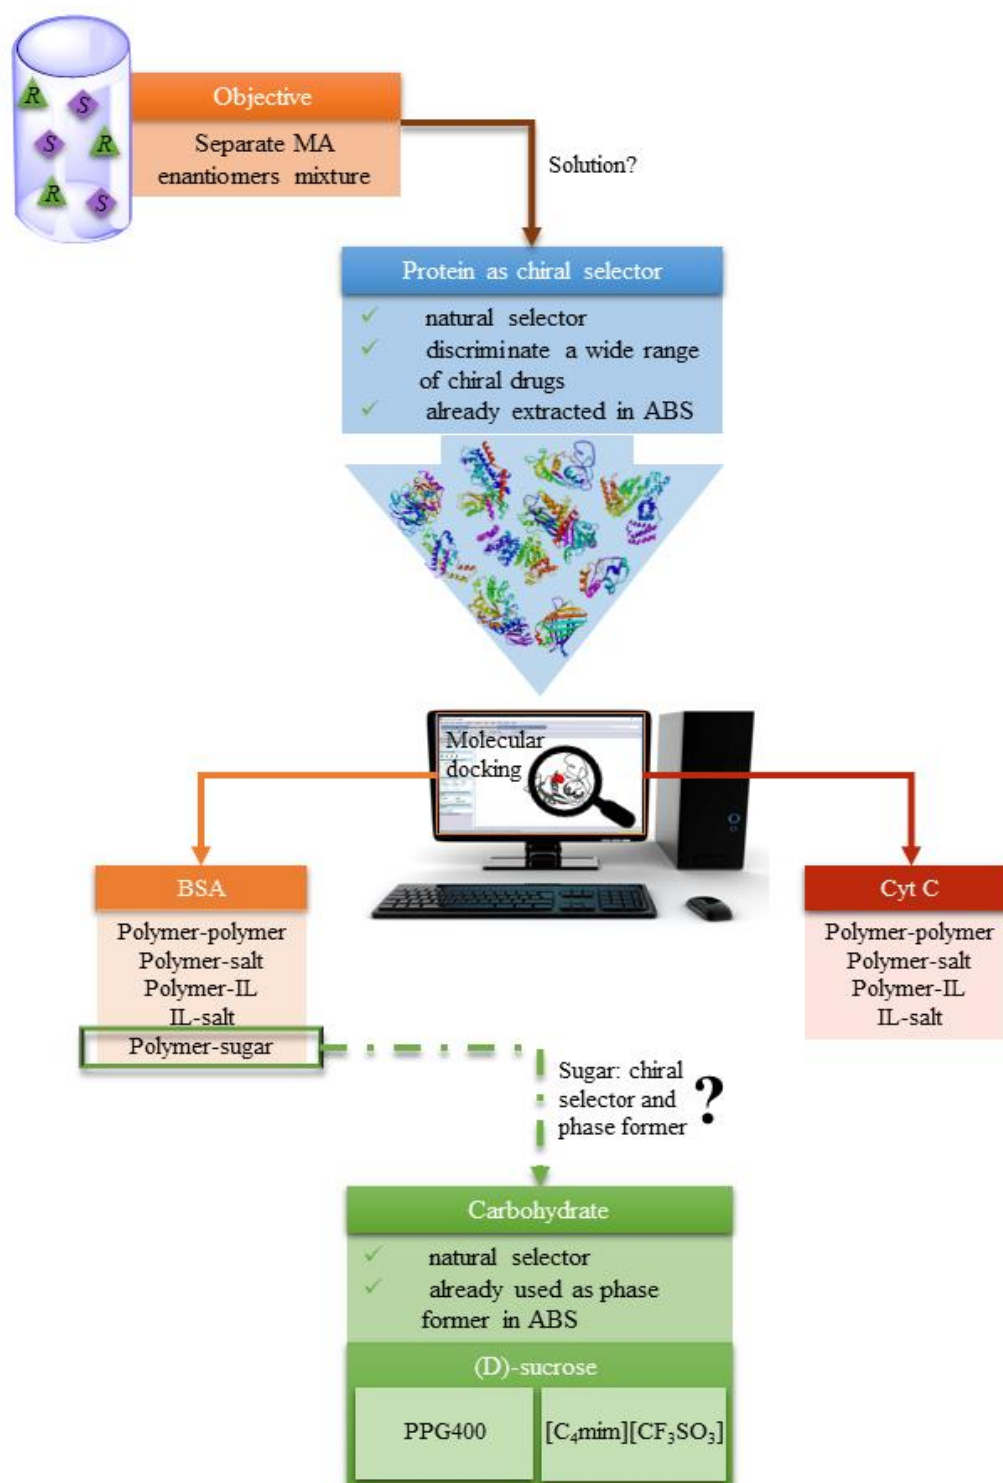 R
S
S
R
R
S
Objective
Separate MA
enantiomers mixture
Solution?
Protein as chiral selector
✓ natural selector
✓ discriminate a wide range
of chiral drugs
✓ already extracted in ABS
Molecular
docking
BSA
Polymer-polymer
Polymer-salt
Polymer-IL
IL-salt
Polymer-sugar
Cyt C
Polymer-polymer
Polymer-salt
Polymer-IL
IL-salt
Sugar: chiral
selector and
phase former
?
Carbohydrate
✓ natural selector
✓ already used as phase
former in ABS
(D)-sucrose
PPG400
[C₄mim][CF₃SO₃]